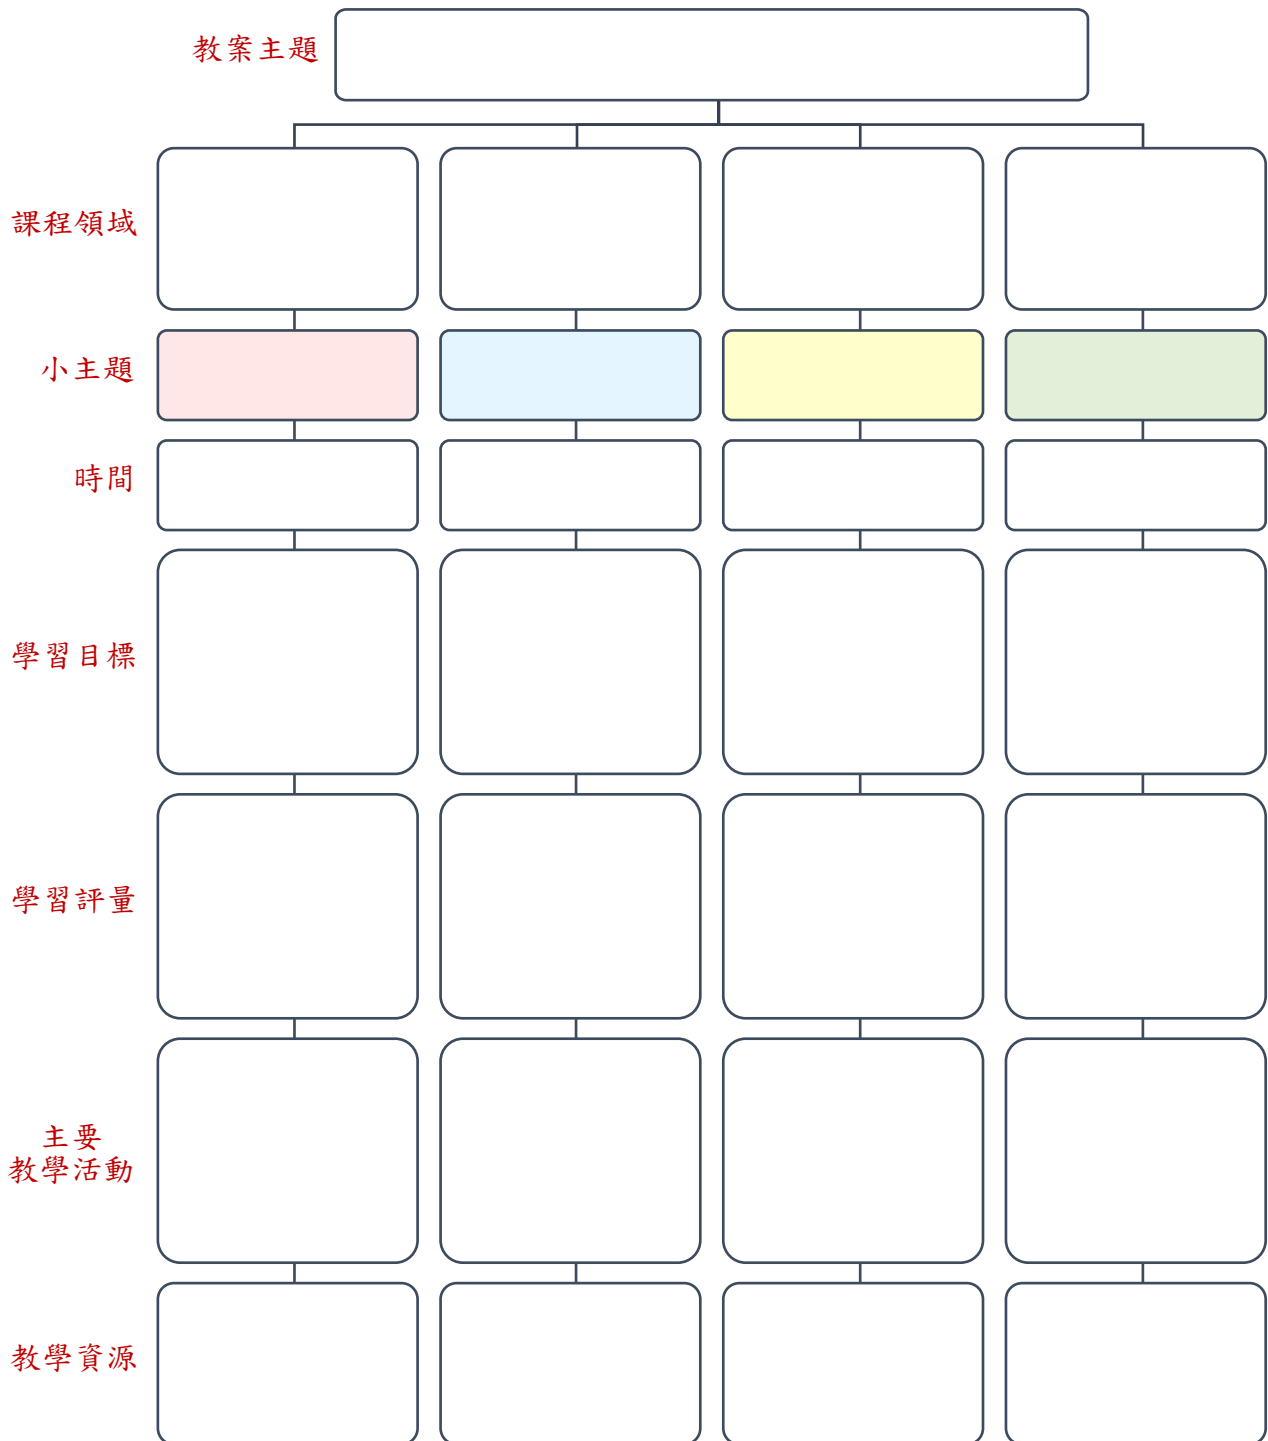 教案主題
課程領域
小主題
時間
學習目標
學習評量
主要
教學活動
教學資源